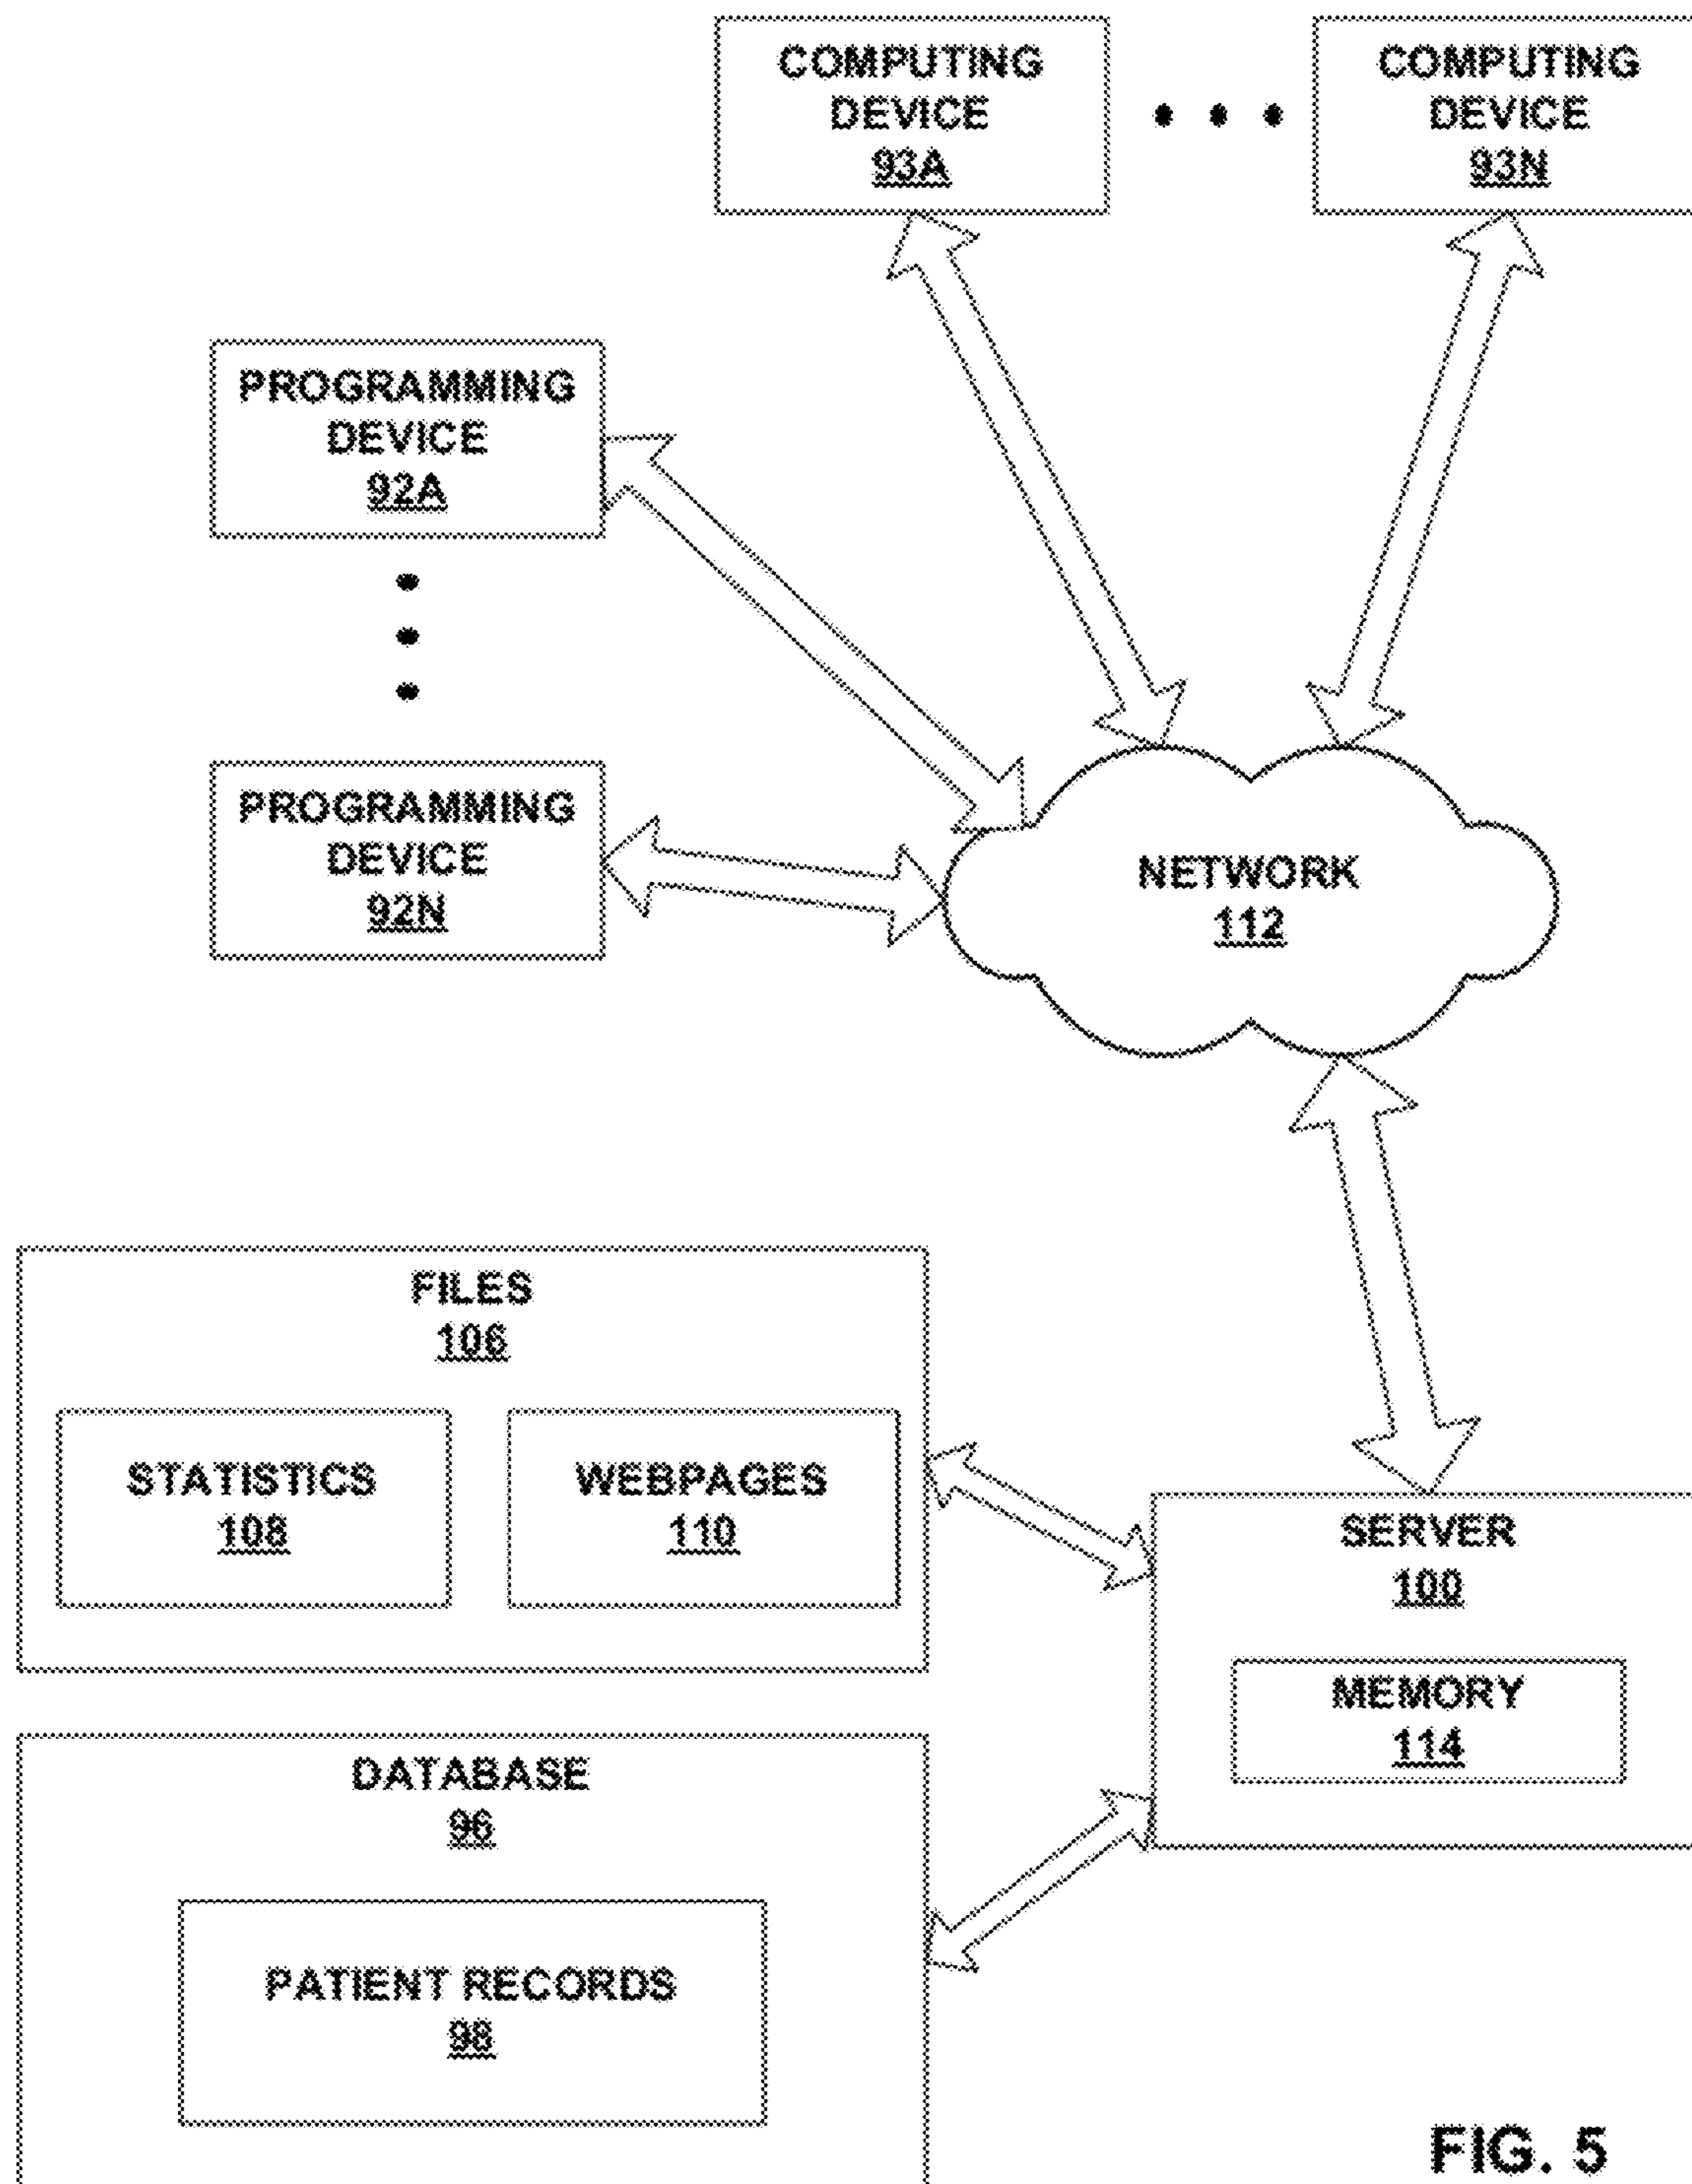 COMPUTING
DEVICE
93A
COMPUTING
DEVICE
93N
PROGRAMMING
DEVICE
92A
PROGRAMMING
DEVICE
92N
NETWORK
112
FILES
106
STATISTICS
108
WEBPAGES
110
SERVER
100
MEMORY
114
DATABASE
96
PATIENT RECORDS
98
FIG. 5